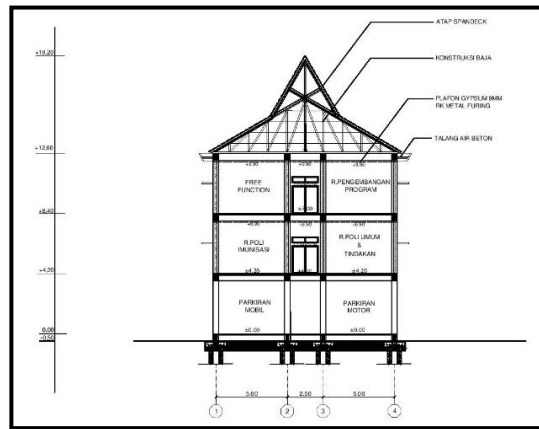 ATAP SPANDECK
+19,20
KONSTRUKSI BAJA
PLAFON GYPSUM 9MM
RK METAL FURING
TALANG AIR BETON
+12,60
FREE
FUNCTION
R.PENGEMBANGAN
PROGRAM
+8,40
R.POLI
IMUNISASI
R.POLI UMUM
&
TINDAKAN
+4,20
±4.20
±4.20
PARKIRAN
MOBIL
PARKIRAN
MOTOR
±0.00
±0.00
0,00
-0,50
5.00
2.50
5.00
1
2
3
4